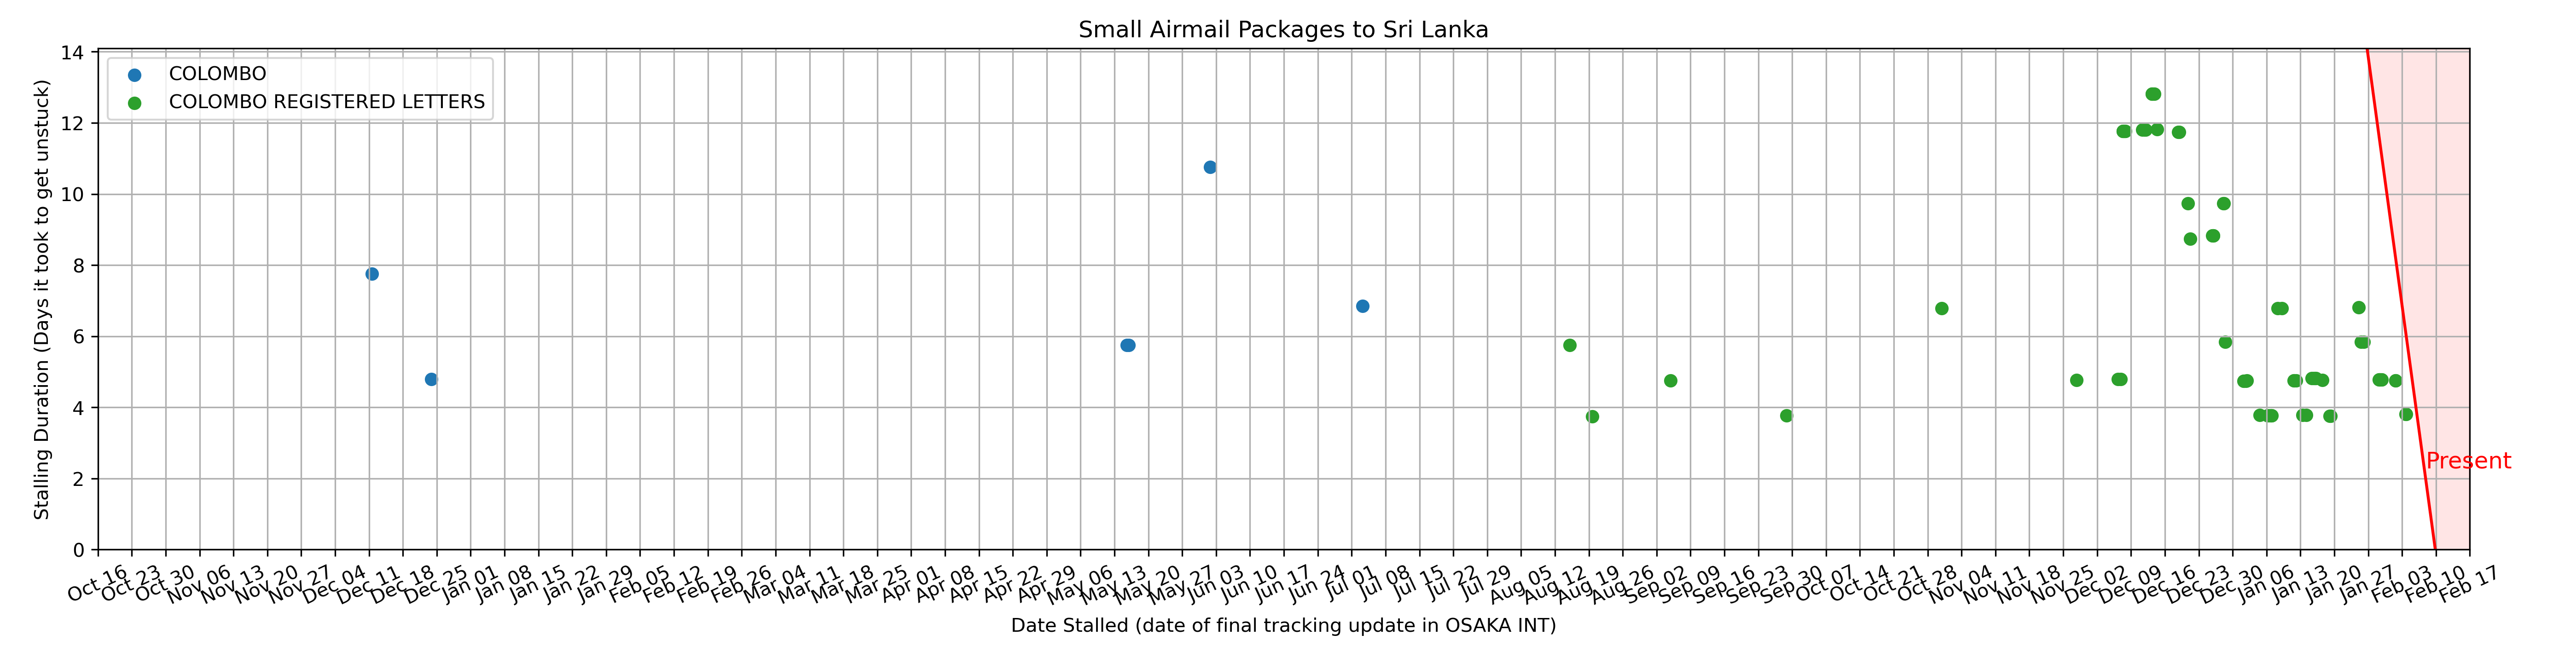 Small Airmail Packages to Sri Lanka
COLOMBO
COLOMBO REGISTERED LETTERS
Stalling Duration (Days it took to get unstuck)
14
12
10
8
6
4
2
0
Present
Oct 16
Oct 23
Oct 30
Nov 06
Nov 13
Nov 20
Nov 27
Dec 04
Dec 11
Dec 18
Dec 25
Jan 01
Jan 08
Jan 15
Jan 22
Jan 29
Feb 05
Feb 12
Feb 19
Feb 26
Mar 04
Mar 11
Mar 18
Mar 25
Apr 01
Apr 08
Apr 15
Apr 22
Apr 29
May 06
May 13
May 20
May 27
Jun 03
Jun 10
Jun 17
Jun 24
Jul 01
Jul 08
Jul 15
Jul 22
Jul 29
Aug 05
Aug 12
Aug 19
Aug 26
Sep 02
Sep 09
Sep 16
Sep 23
Sep 30
Oct 07
Oct 14
Oct 21
Oct 28
Nov 04
Nov 11
Nov 18
Nov 25
Dec 02
Dec 09
Dec 16
Dec 23
Dec 30
Jan 06
Jan 13
Jan 20
Jan 27
Feb 03
Feb 10
Feb 17
Date Stalled (date of final tracking update in OSAKA INT)